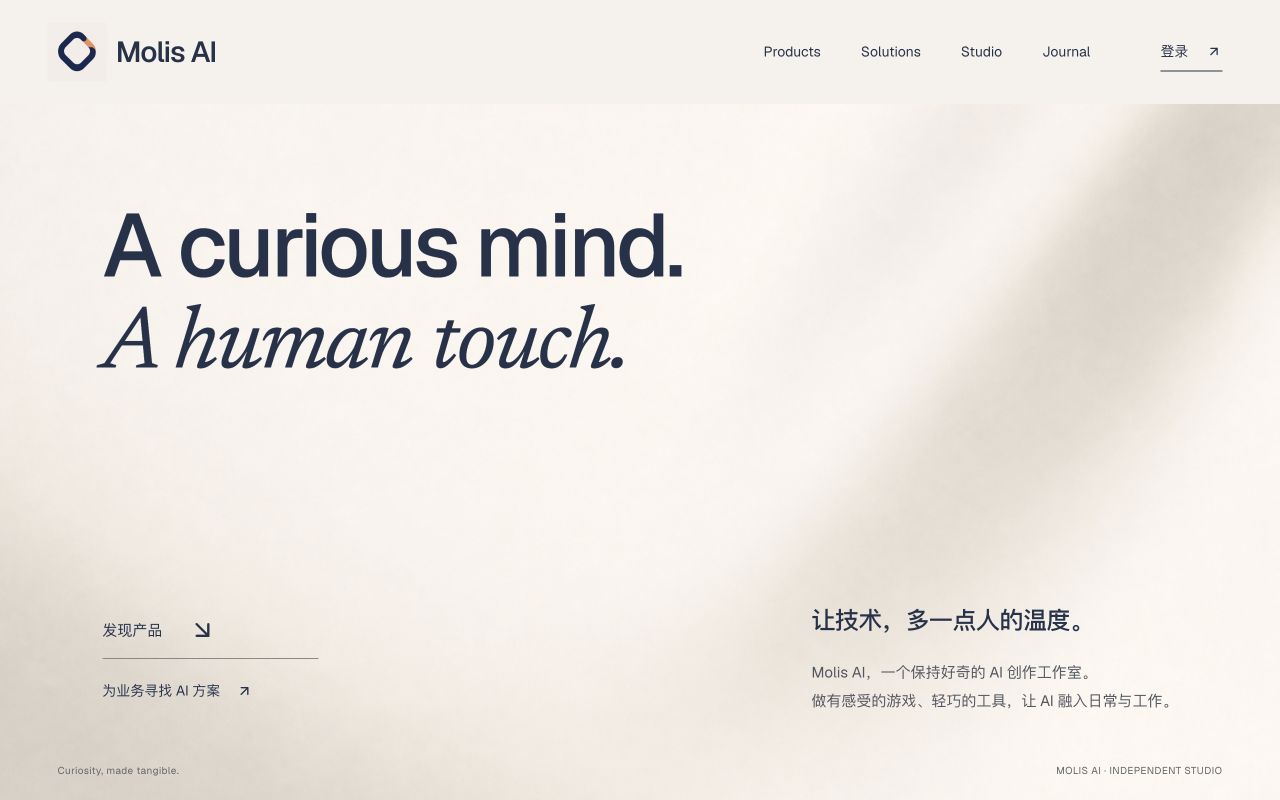 Molis AI
Products
Solutions
Studio
Journal
登录
A curious mind.
A human touch.
发现产品
为业务寻找 AI 方案
让技术，多一点人的温度。
Molis AI，一个保持好奇的 AI 创作工作室。
做有感受的游戏、轻巧的工具，让 AI 融入日常与工作。
Curiosity, made tangible.
MOLIS AI · INDEPENDENT STUDIO